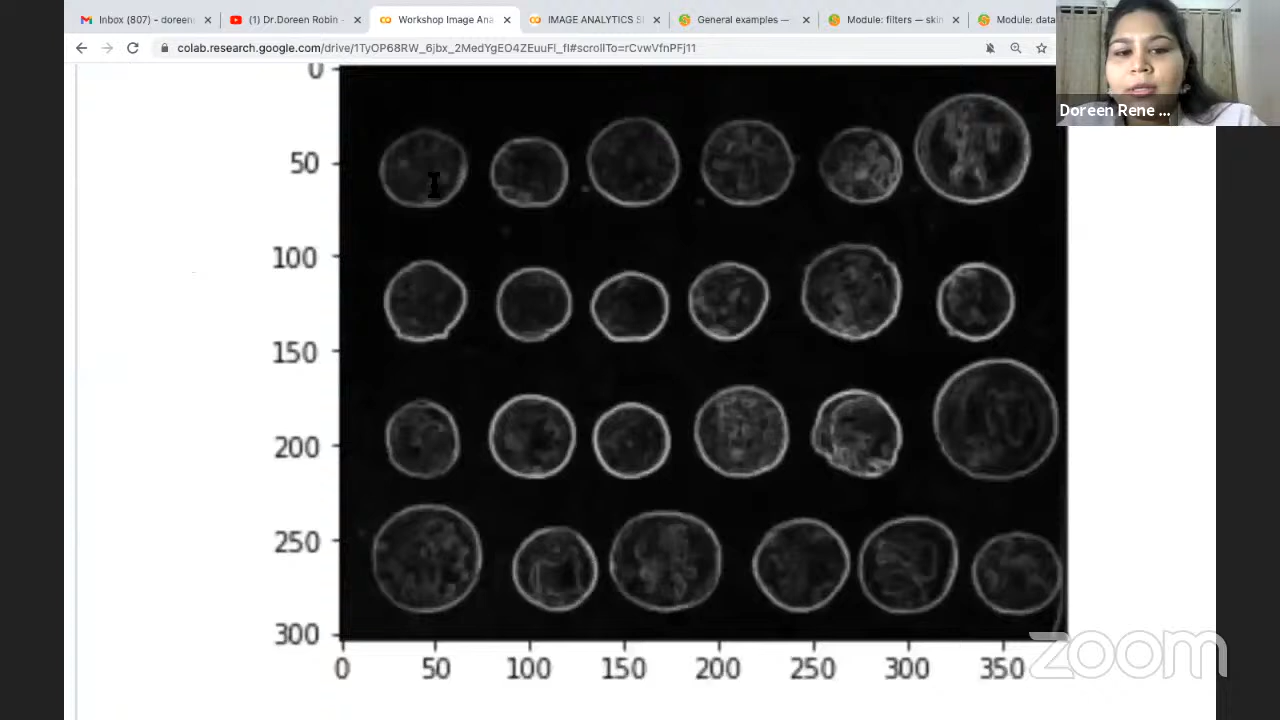 Inbox (807) - doreen
(1) Dr.Doreen Robin -
Workshop Image Ana
IMAGE ANALYTICS S
General examples —
Module: filters — skin
Module: data
colab.research.google.com/drive/1TyOP68RW_6jbx_2MedYgEO4ZEuuFl_fI#scrollTo=rCvwVfnPFj11
Doreen Rene ...
0
50
100
150
200
250
300
0 50 100 150 200 250 300 350
zoom